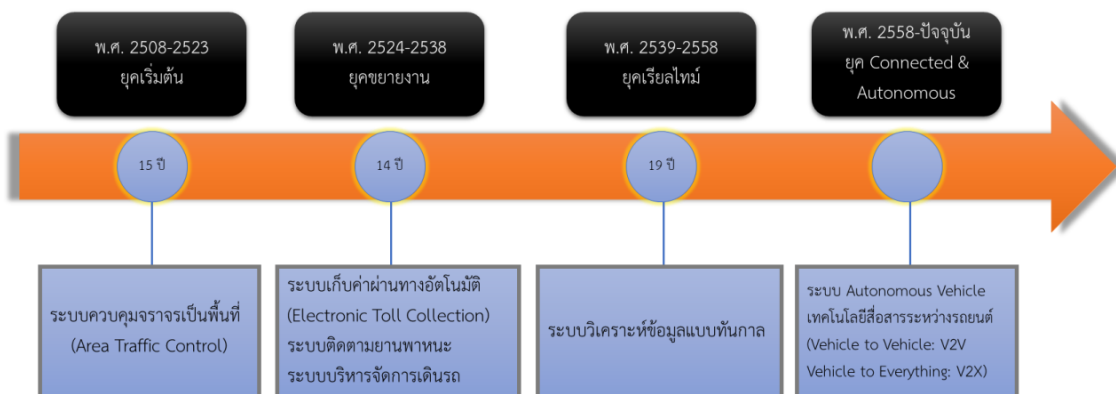 พ.ศ. 2508-2523
ยุคเริ่มต้น
พ.ศ. 2524-2538
ยุคขยายงาน
พ.ศ. 2539-2558
ยุคเรียลไทม์
พ.ศ. 2558-ปัจจุบัน
ยุค Connected &
Autonomous
15 ปี
14 ปี
19 ปี
ระบบควบคุมจราจรเป็นพื้นที่
(Area Traffic Control)
ระบบเก็บค่าผ่านทางอัตโนมัติ
(Electronic Toll Collection)
ระบบติดตามยานพาหนะ
ระบบบริหารจัดการเดินรถ
ระบบวิเคราะห์ข้อมูลแบบทันกาล
ระบบ Autonomous Vehicle
เทคโนโลยีสื่อสารระหว่างรถยนต์
(Vehicle to Vehicle: V2V
Vehicle to Everything: V2X)